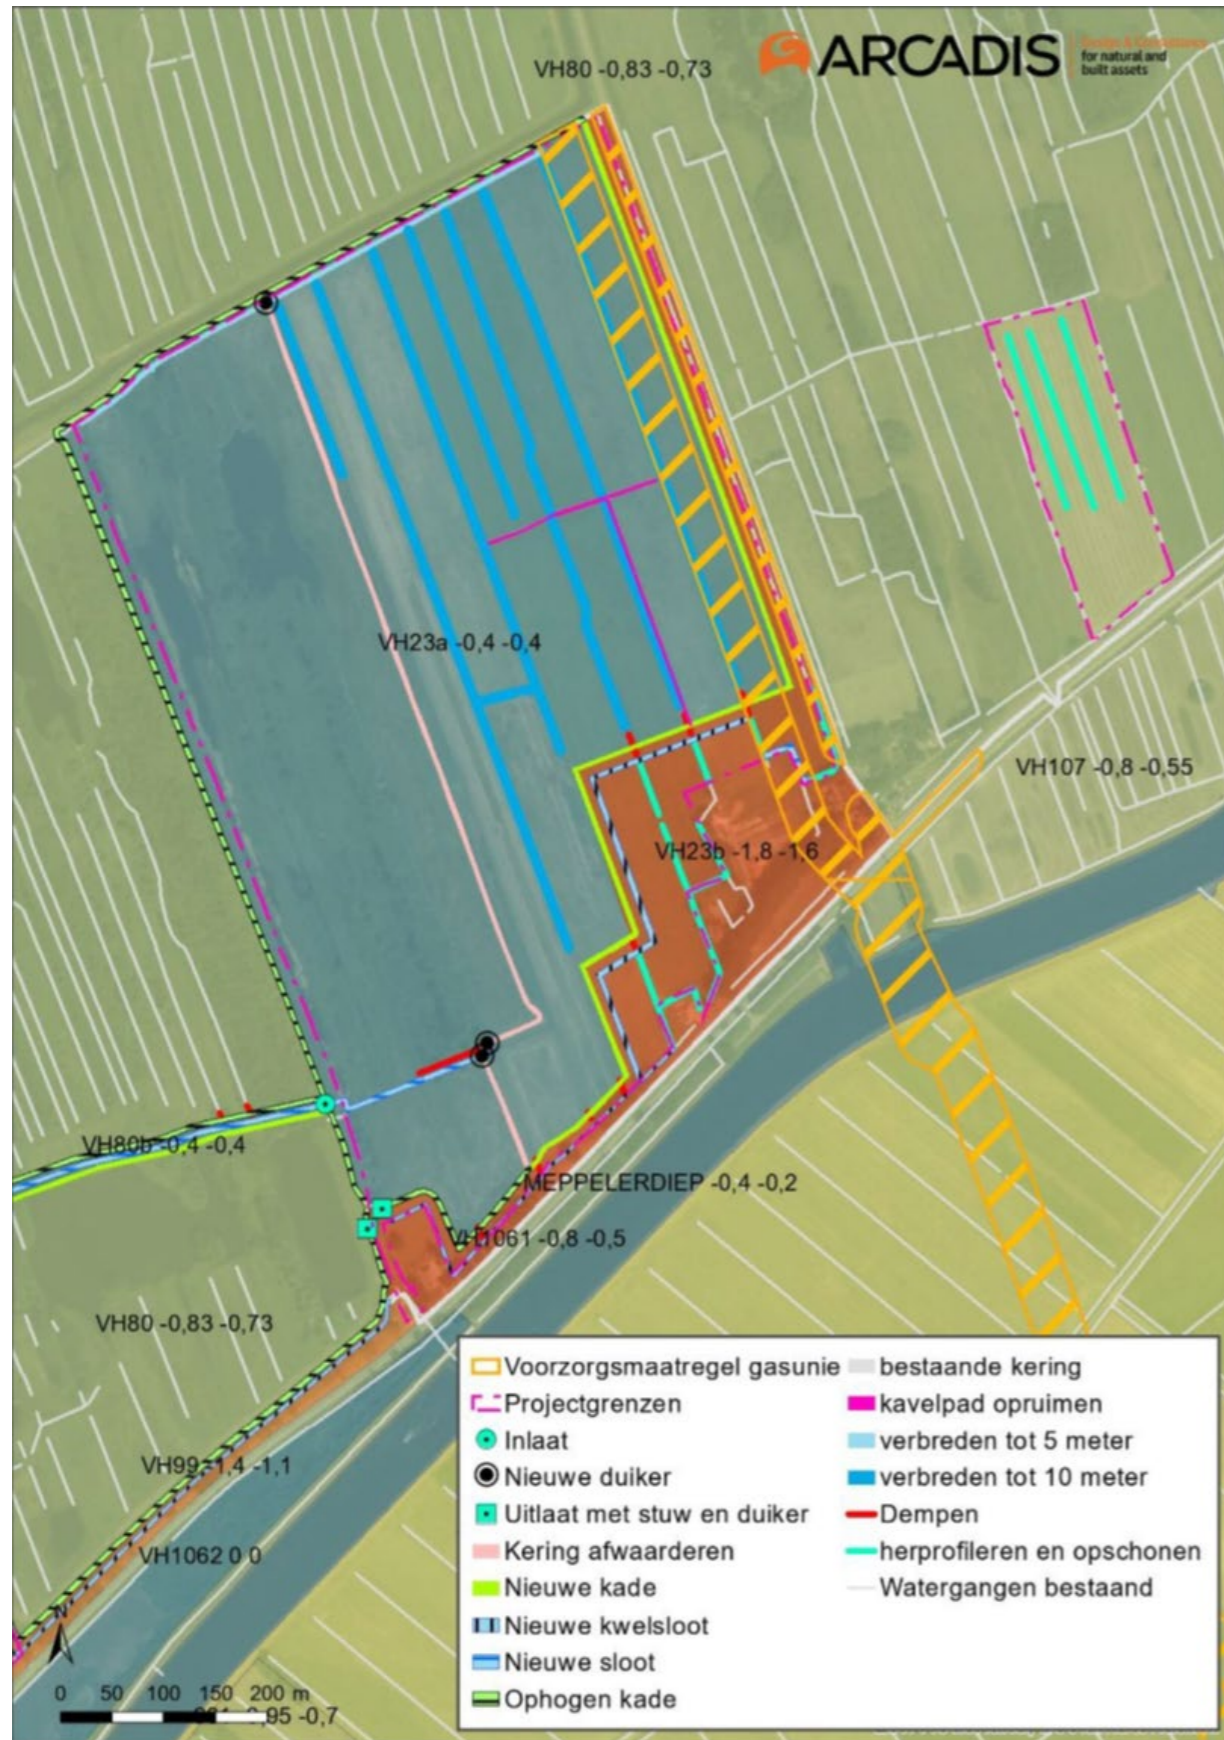 VH80 -0,83 -0,73
ARCADIS
Design & Consultancy
for natural and
built assets
VH23a -0,4 -0,4
VH107 -0,8 -0,55
VH23b -1,8 -1,6
VH80b -0,4 -0,4
MEPPELERDIEP -0,4 -0,2
VH1061 -0,8 -0,5
VH80 -0,83 -0,73
VH99 -1,4 -1,1
VH1062 0 0
N
0 50 100 150 200 m
-0,7
Voorzorgsmaatregel gasunie
Projectgrenzen
Inlaat
Nieuwe duiker
Uitlaat met stuw en duiker
Kering afwaarderen
Nieuwe kade
Nieuwe kwelsloot
Nieuwe sloot
Ophogen kade
bestaande kering
kavelpad opruimen
verbreden tot 5 meter
verbreden tot 10 meter
Dempen
herprofileren en opschonen
Watergangen bestaand